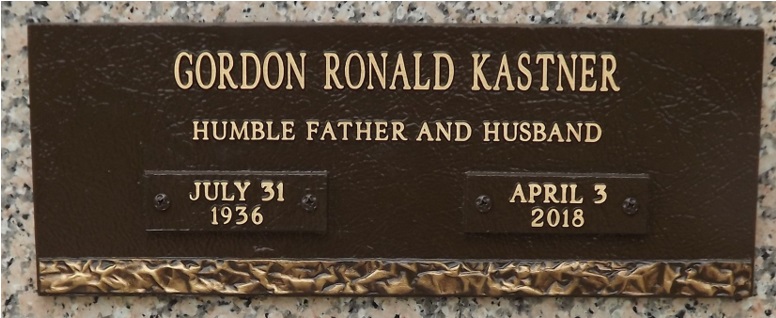 GORDON RONALD KASTNER
HUMBLE FATHER AND HUSBAND
JULY 31
1936
APRIL 3
2018